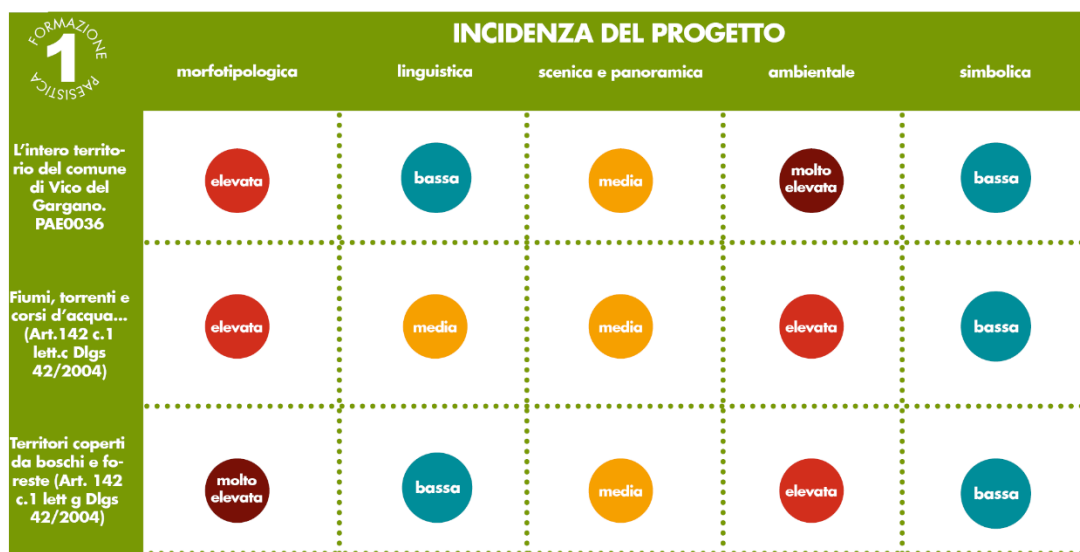 FORMAZIONE
1
PAESISTICA
INCIDENZA DEL PROGETTO
morfotipologica linguistica scenica e panoramica ambientale simbolica
L'intero territo-
rio del comune
di Vico del
Gargano.
PAE0036
elevata bassa media molto
elevata bassa
Fiumi, torrenti e
corsi d'acqua...
(Art.142 c.1
lett.c Dlgs
42/2004)
elevata media media elevata bassa
Territori coperti
da boschi e fo-
reste (Art. 142
c.1 lett g Dlgs
42/2004)
molto
elevata bassa media elevata bassa